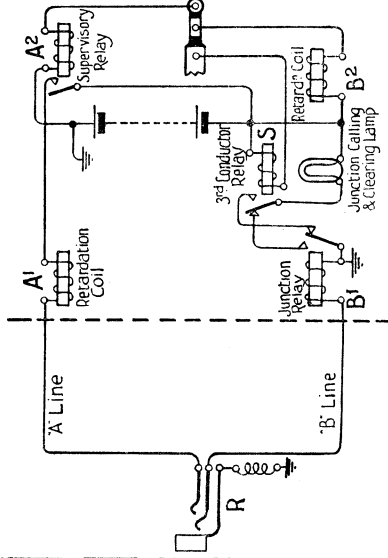 A²
Supervisory
Relay
Retardⁿ Coil
B²
3rd Conductor
Relay
S
Junction Calling
& Clearing Lamp
A¹
Retardation
Coil
Junction
Relay
B¹
"A" Line
"B" Line
R